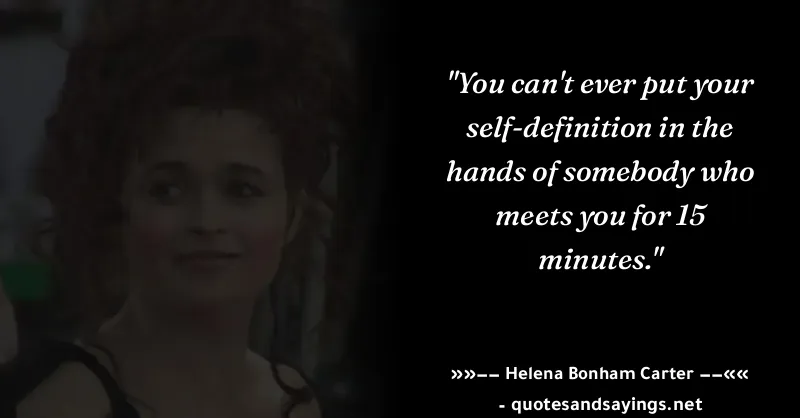 "You can't ever put your
self-definition in the
hands of somebody who
meets you for 15
minutes."
»»−− Helena Bonham Carter −−««
- quotesandsayings.net